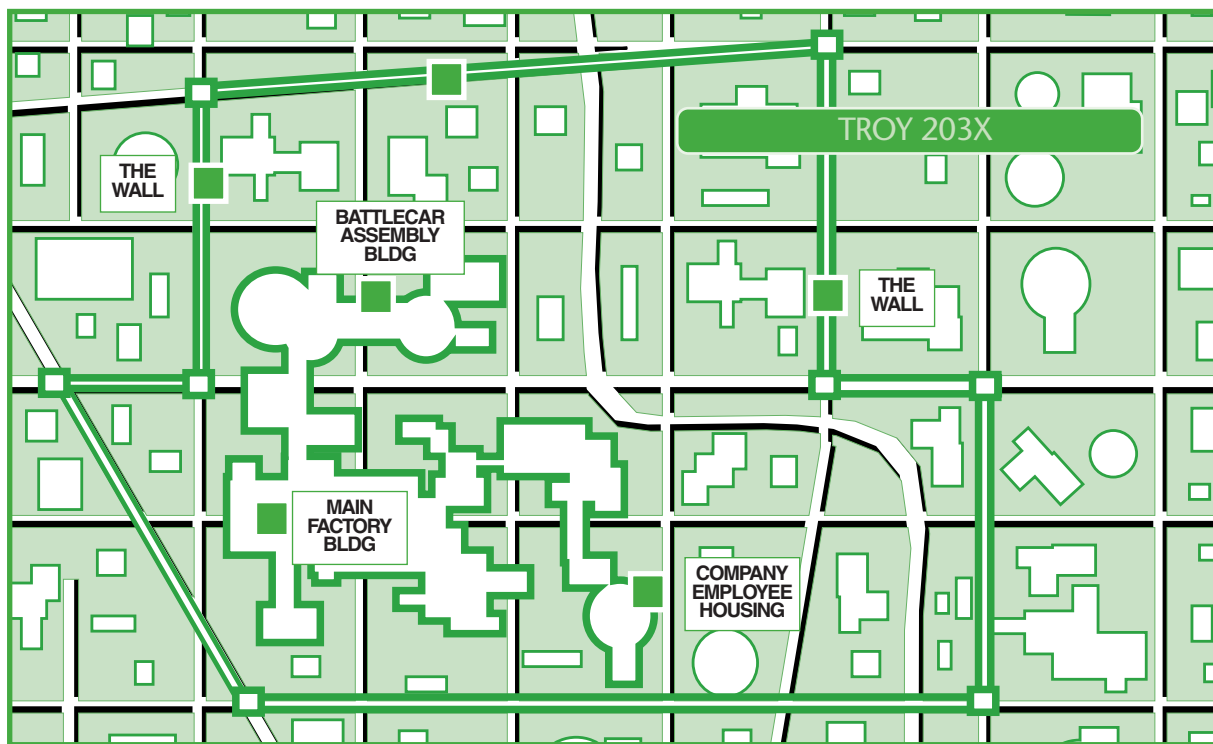 TROY 203X
THE
WALL
BATTLECAR
ASSEMBLY
BLDG
THE
WALL
MAIN
FACTORY
BLDG
COMPANY
EMPLOYEE
HOUSING